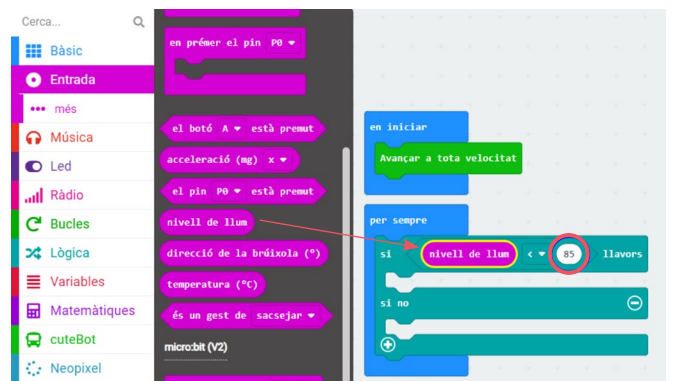 Cerca...
Bàsic
Entrada
més
Música
Led
Ràdio
Bucles
Lògica
Variables
Matemàtiques
cuteBot
Neopixel
en prémer el pin P0
el botó A està premut
acceleració (mg) x
el pin P0 està premut
nivell de llum
direcció de la brúixola (º)
temperatura (°C)
és un gest de sacsejar
micro:bit (V2)
en iniciar
Avançar a tota velocitat
per sempre
si nivell de llum < 85 llavors
si no